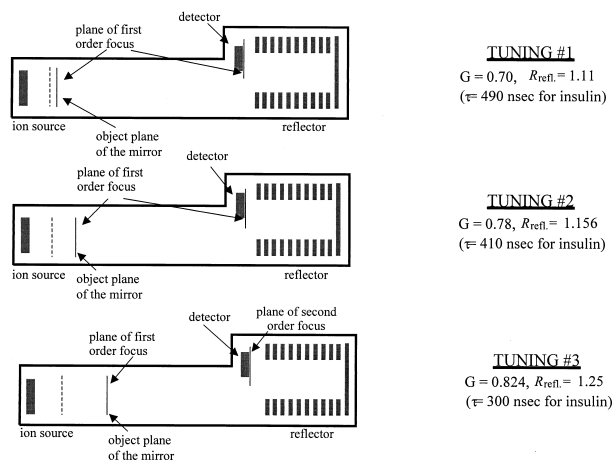 detector
plane of first
order focus
ion source
object plane
of the mirror
reflector
TUNING #1
G = 0.70, Rrefl.= 1.11
(τ= 490 nsec for insulin)
detector
plane of first
order focus
ion source
object plane
of the mirror
reflector
TUNING #2
G = 0.78, Rrefl.= 1.156
(τ= 410 nsec for insulin)
detector
plane of second
order focus
plane of first
order focus
ion source
object plane
of the mirror
reflector
TUNING #3
G = 0.824, Rrefl.= 1.25
(τ= 300 nsec for insulin)